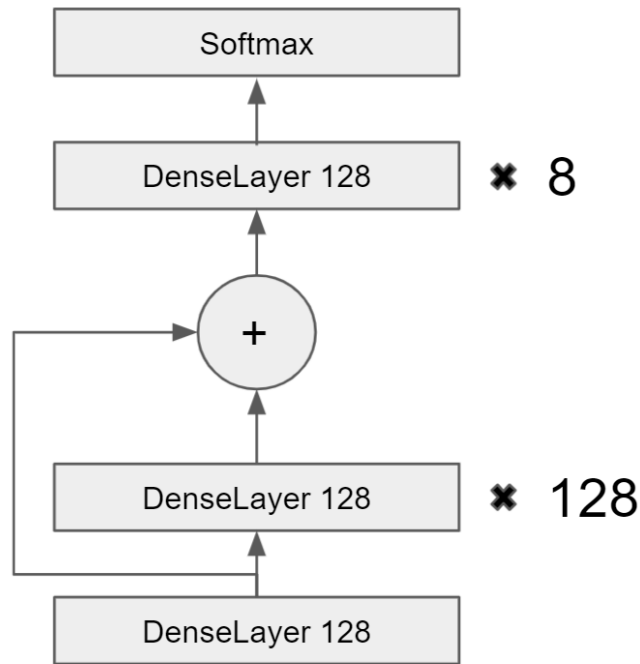 Softmax
DenseLayer 128 ✖ 8
+
DenseLayer 128 ✖ 128
DenseLayer 128